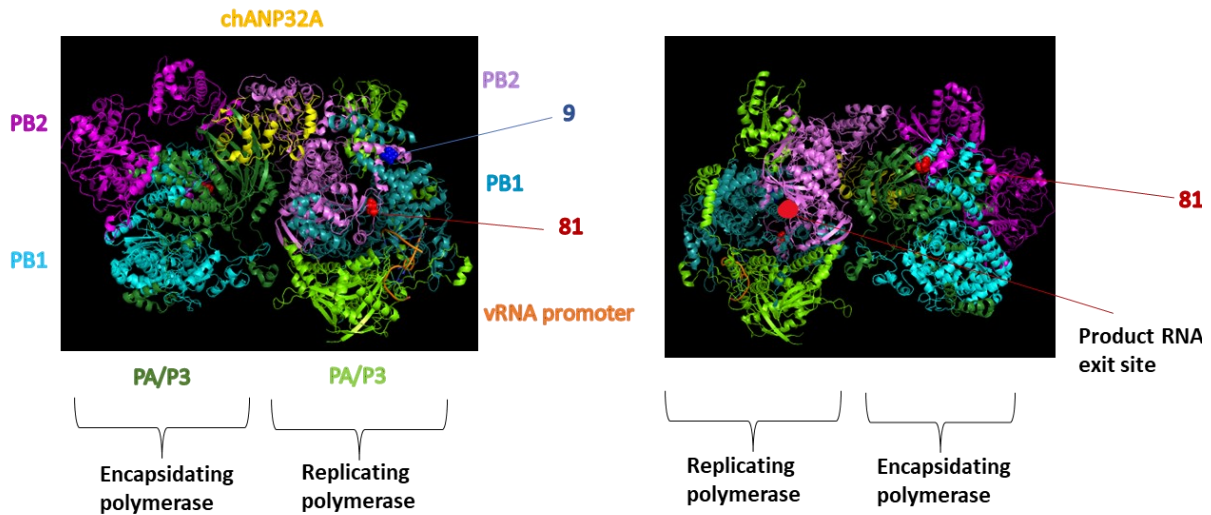 chANP32A
PB2
PB2
9
PB1
81
PB1
vRNA promoter
PA/P3
PA/P3
Encapsidating
polymerase
Replicating
polymerase
81
Product RNA
exit site
Replicating
polymerase
Encapsidating
polymerase